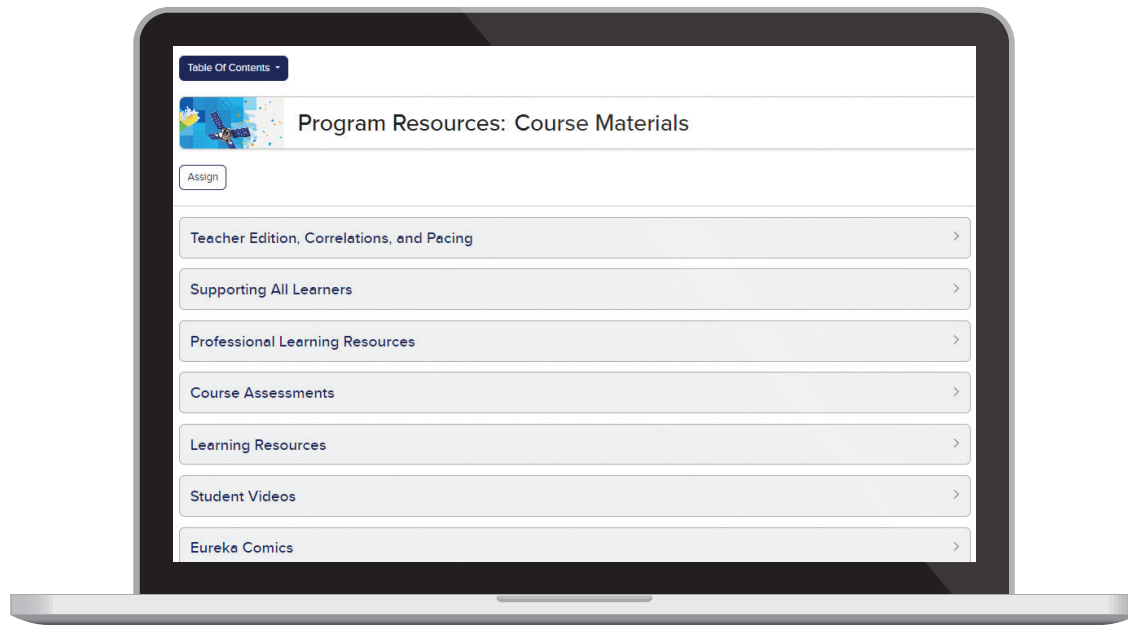 Table Of Contents
Program Resources: Course Materials
Assign
Teacher Edition, Correlations, and Pacing
Supporting All Learners
Professional Learning Resources
Course Assessments
Learning Resources
Student Videos
Eureka Comics